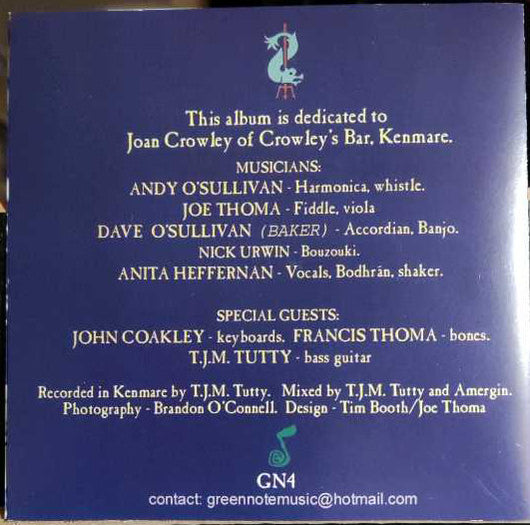 This album is dedicated to
Joan Crowley of Crowley's Bar, Kenmare.
MUSICIANS:
ANDY O'SULLIVAN - Harmonica, whistle.
JOE THOMA - Fiddle, viola
DAVE O'SULLIVAN (BAKER) - Accordian, Banjo.
NICK URWIN - Bouzouki.
ANITA HEFFERNAN - Vocals, Bodhrán, shaker.
SPECIAL GUESTS:
JOHN COAKLEY - keyboards. FRANCIS THOMA - bones.
T.J.M. TUTTY - bass guitar
Recorded in Kenmare by T.J.M. Tutty. Mixed by T.J.M. Tutty and Amergin.
Photography - Brandon O'Connell. Design - Tim Booth/Joe Thoma
GN4
contact: greennotemusic@hotmail.com